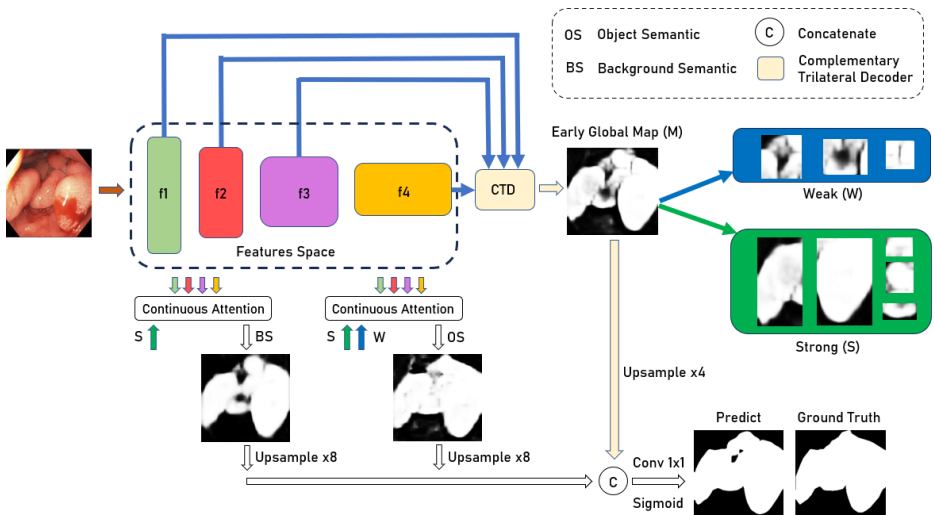 OS Object Semantic
C Concatenate
BS Background Semantic
Complementary
Trilateral Decoder
Early Global Map (M)
f1
f2
f3
f4
CTD
Features Space
Weak (W)
Continuous Attention
Continuous Attention
S
BS
S
W
OS
Strong (S)
Upsample x4
Predict
Ground Truth
Upsample x8
Upsample x8
C
Conv 1x1
Sigmoid